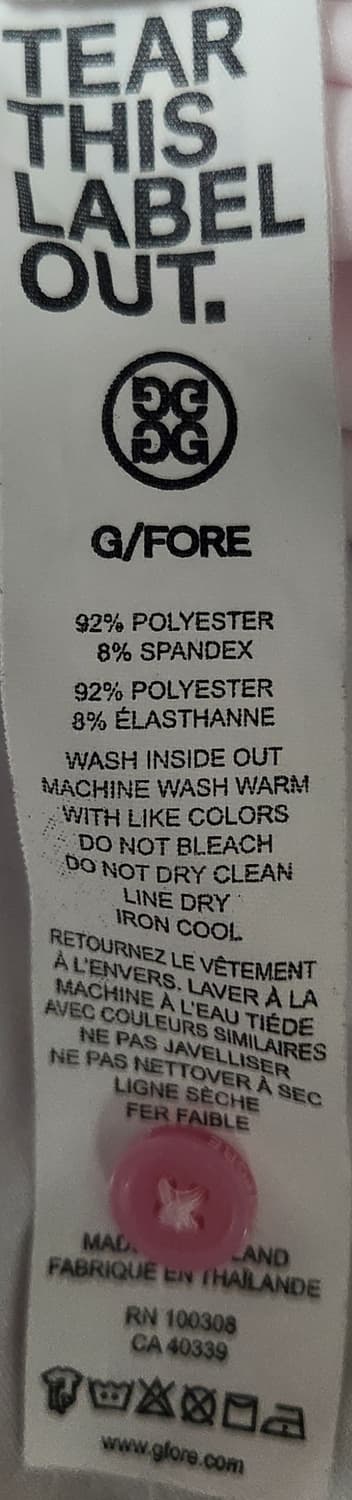 TEAR
THIS
LABEL
OUT.
G/FORE
92% POLYESTER
8% SPANDEX
92% POLYESTER
8% ÉLASTHANNE
WASH INSIDE OUT
MACHINE WASH WARM
WITH LIKE COLORS
DO NOT BLEACH
DO NOT DRY CLEAN
LINE DRY
IRON COOL
RETOURNEZ LE VÊTEMENT
À L'ENVERS. LAVER À LA
MACHINE À L'EAU TIÉDE
AVEC COULEURS SIMILAIRES
NE PAS JAVELLISER
NE PAS NETTOVER À SEC
LIGNE SÈCHE
FER FAIBLE
FABRIQUE EN THAÏLANDE
RN 100308
CA 40339
www.gfore.com